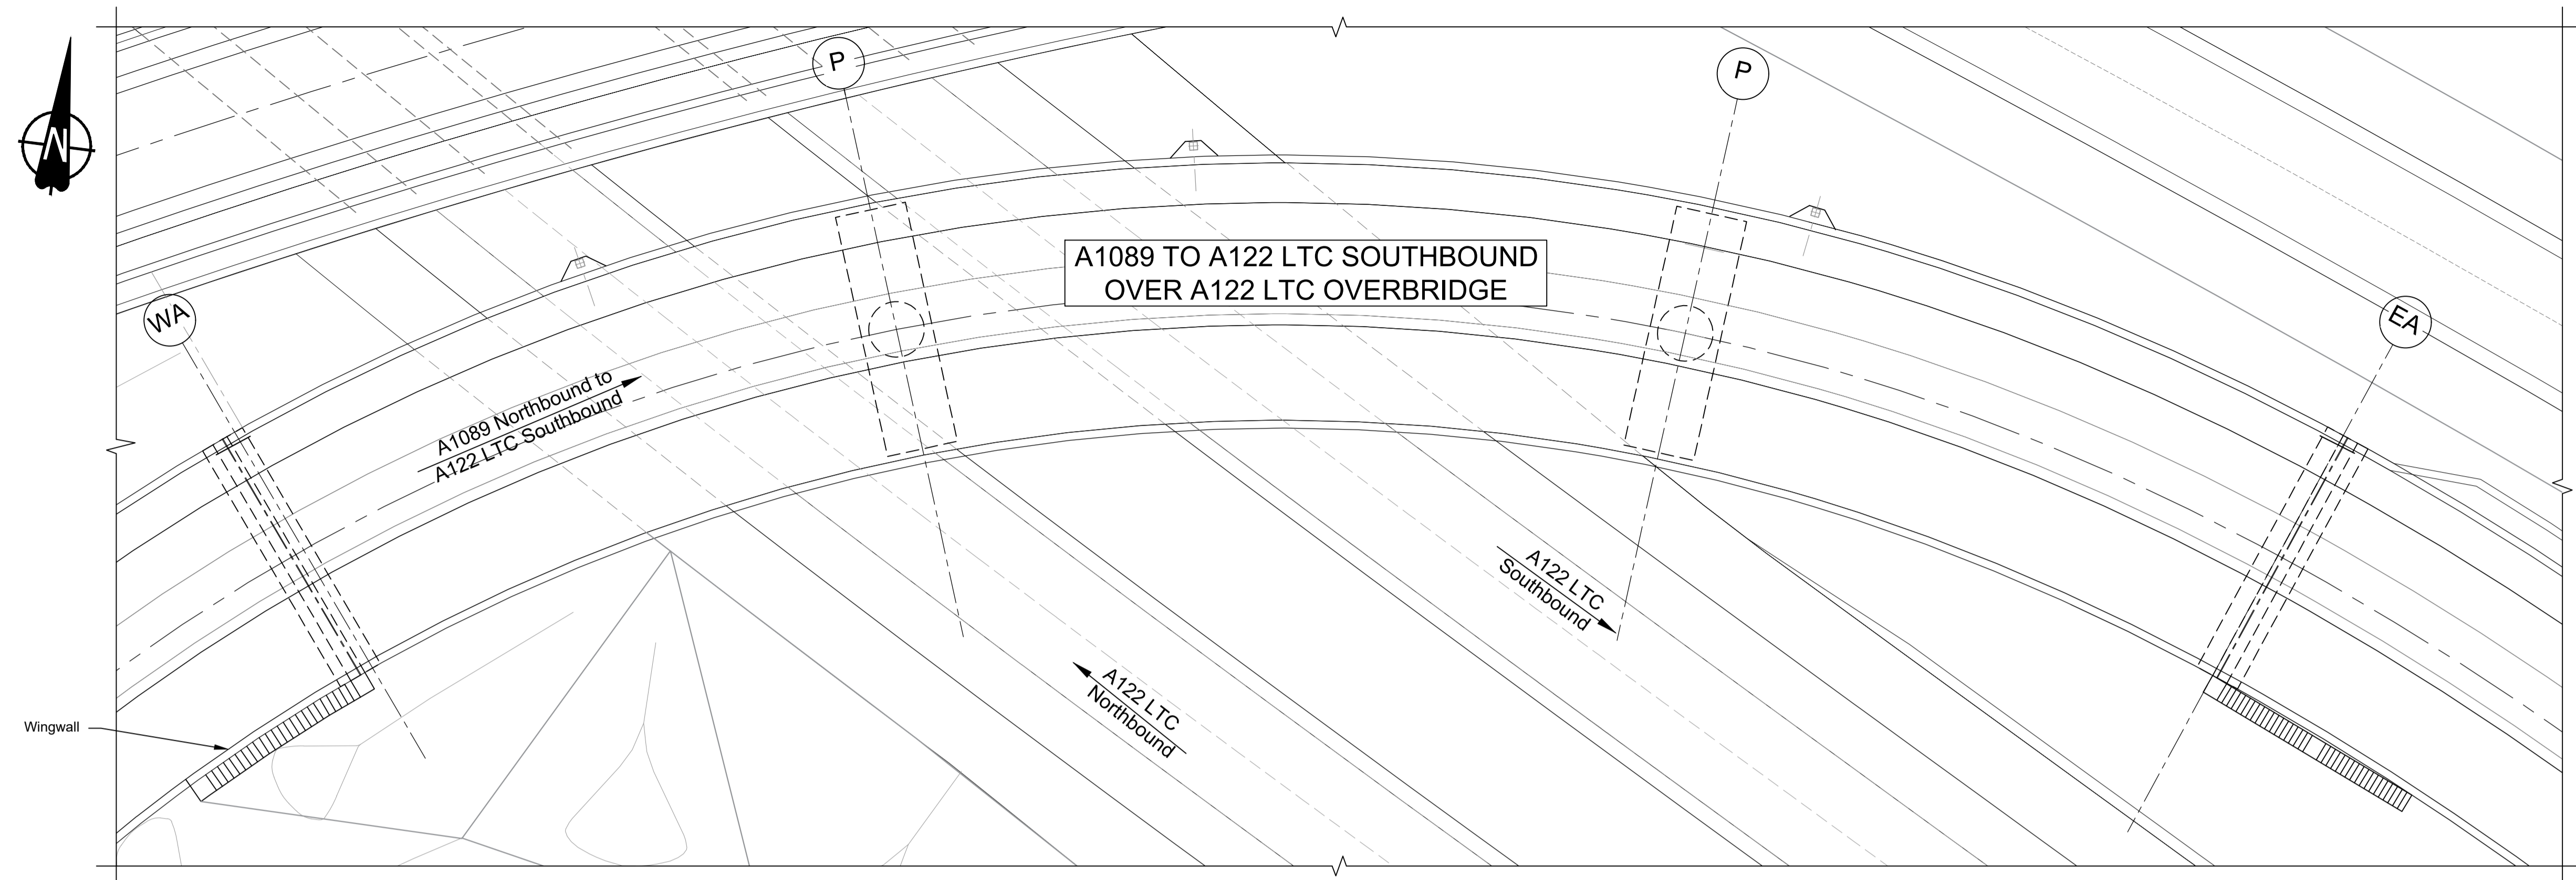 N
P
P
WA
EA
A1089 TO A122 LTC SOUTHBOUND
OVER A122 LTC OVERBRIDGE
A1089 Northbound to
A122 LTC Southbound
A122 LTC
Southbound
A122 LTC
Northbound
Wingwall